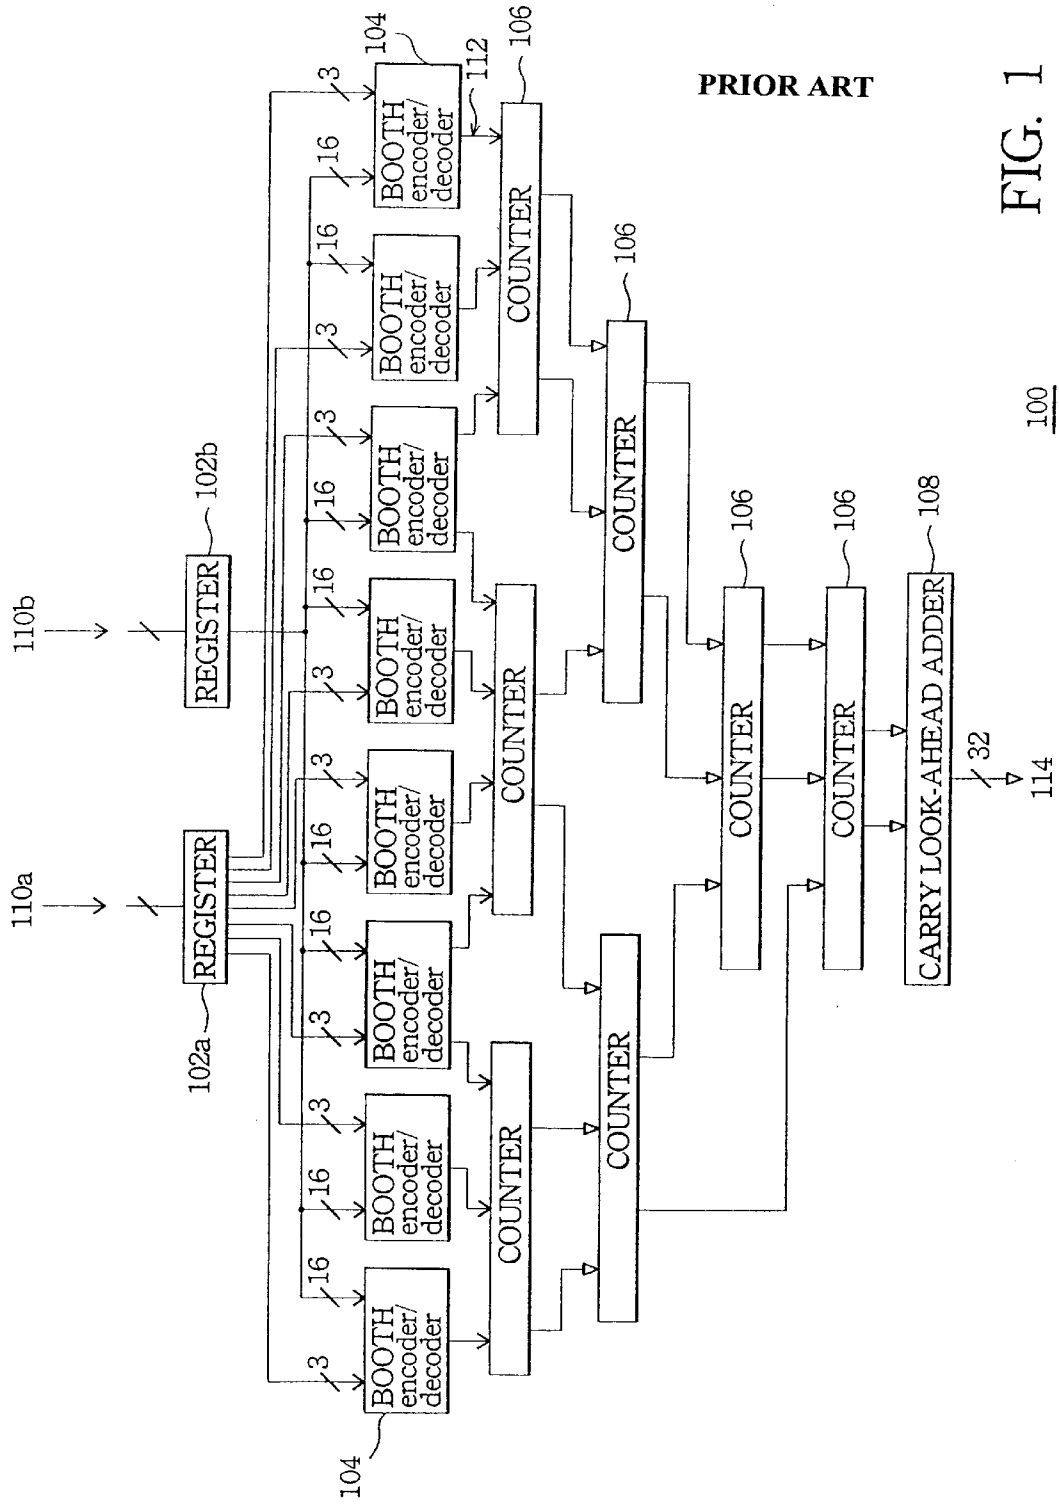 110a
110b
102a
REGISTER
REGISTER
102b
3
16
16
3
3
16
16
3
3
16
16
3
3
16
16
3
104
BOOTH
encoder/
decoder
BOOTH
encoder/
decoder
BOOTH
encoder/
decoder
BOOTH
encoder/
decoder
BOOTH
encoder/
decoder
BOOTH
encoder/
decoder
BOOTH
encoder/
decoder
BOOTH
encoder/
decoder
104
112
COUNTER
COUNTER
COUNTER
106
COUNTER
COUNTER
106
COUNTER
106
COUNTER
106
CARRY LOOK-AHEAD ADDER
108
32
114
PRIOR ART
100
FIG. 1